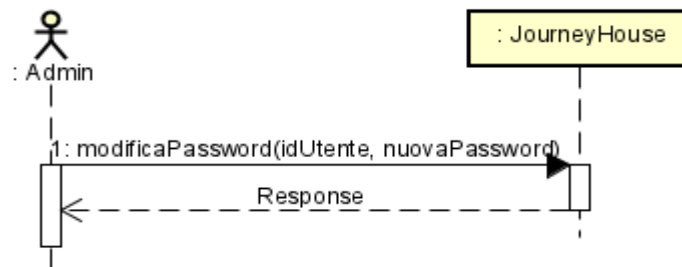 : Admin
: JourneyHouse
1: modificaPassword(idUtente, nuovaPassword)
Response